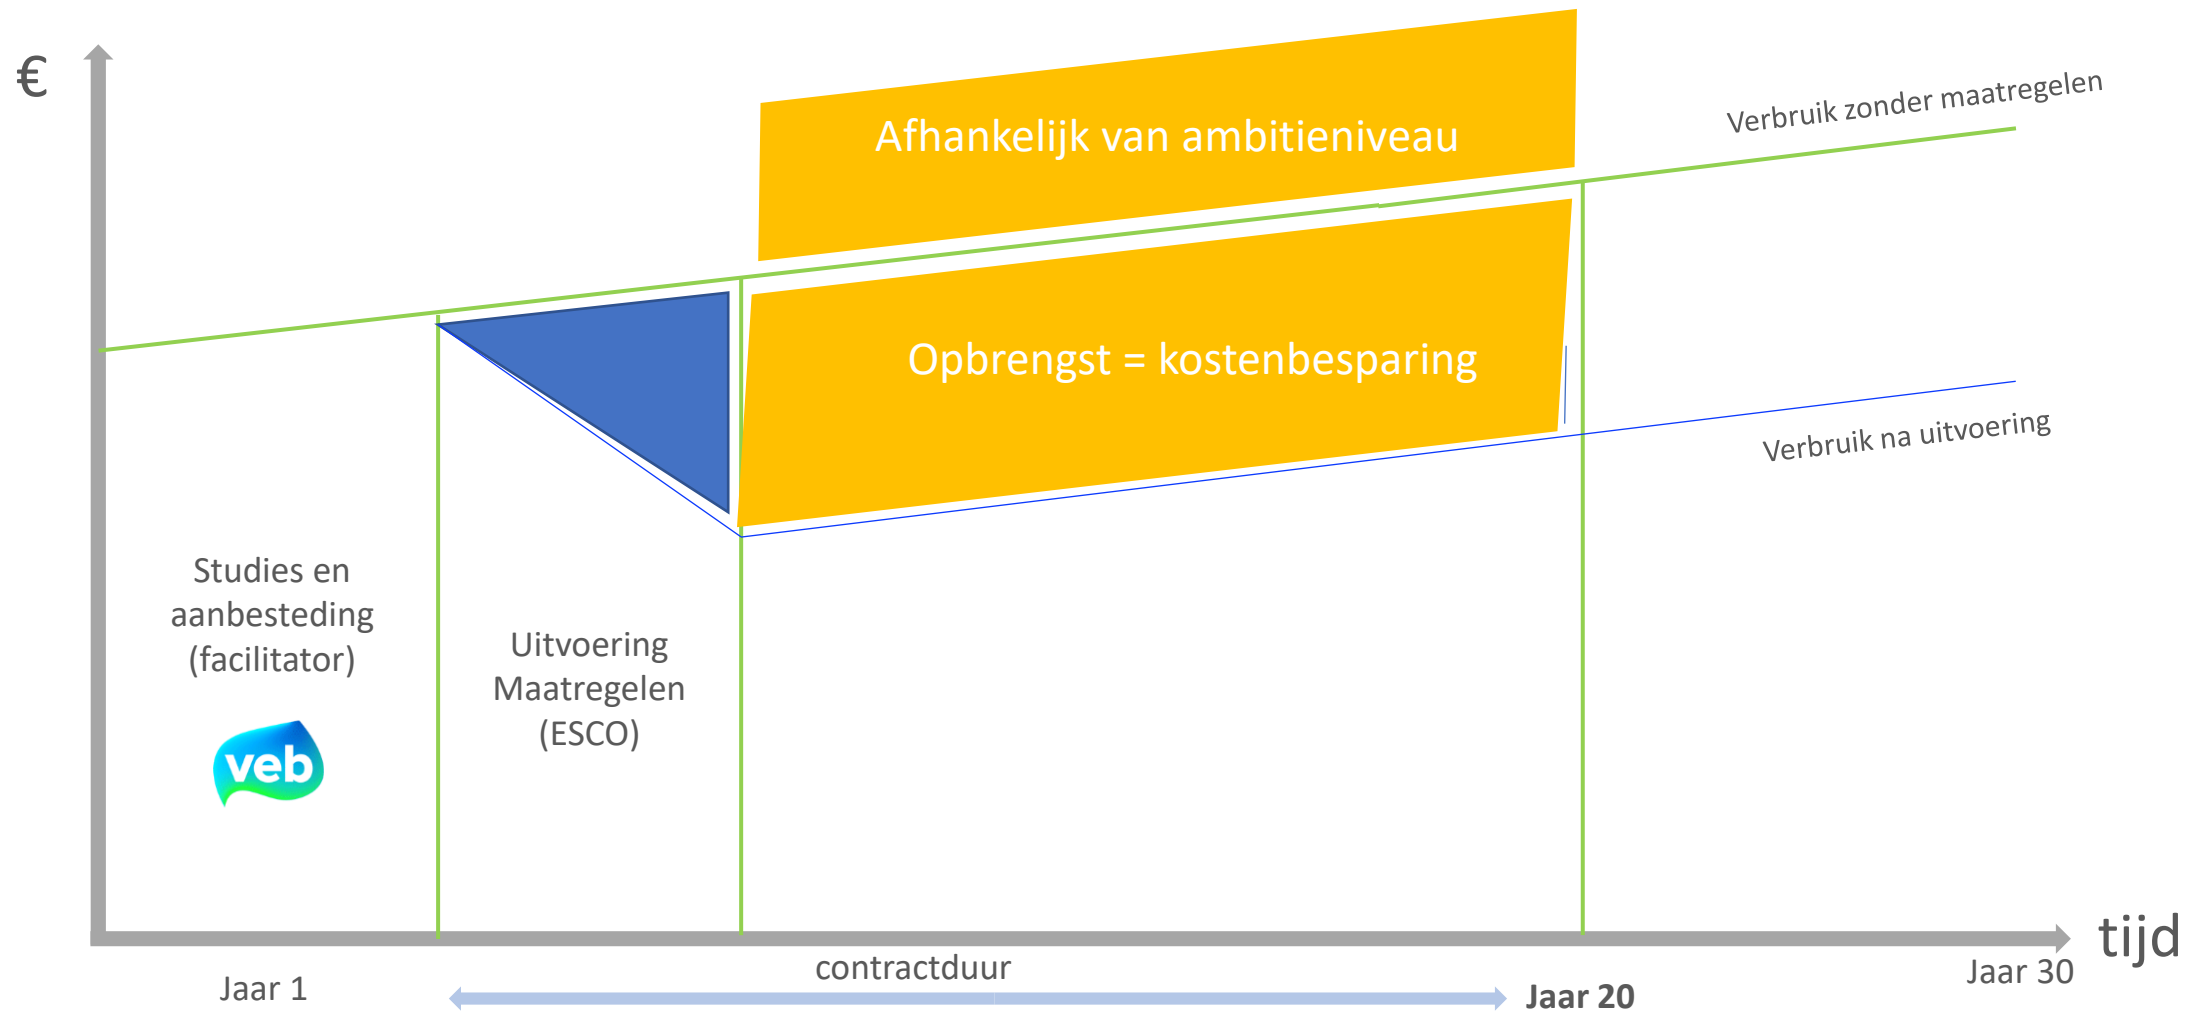 €
Afhankelijk van ambitieniveau
Verbruik zonder maatregelen
Opbrengst = kostenbesparing
Verbruik na uitvoering
Studies en
aanbesteding
(facilitator)
veb
Uitvoering
Maatregelen
(ESCO)
tijd
Jaar 1
contractduur
Jaar 20
Jaar 30